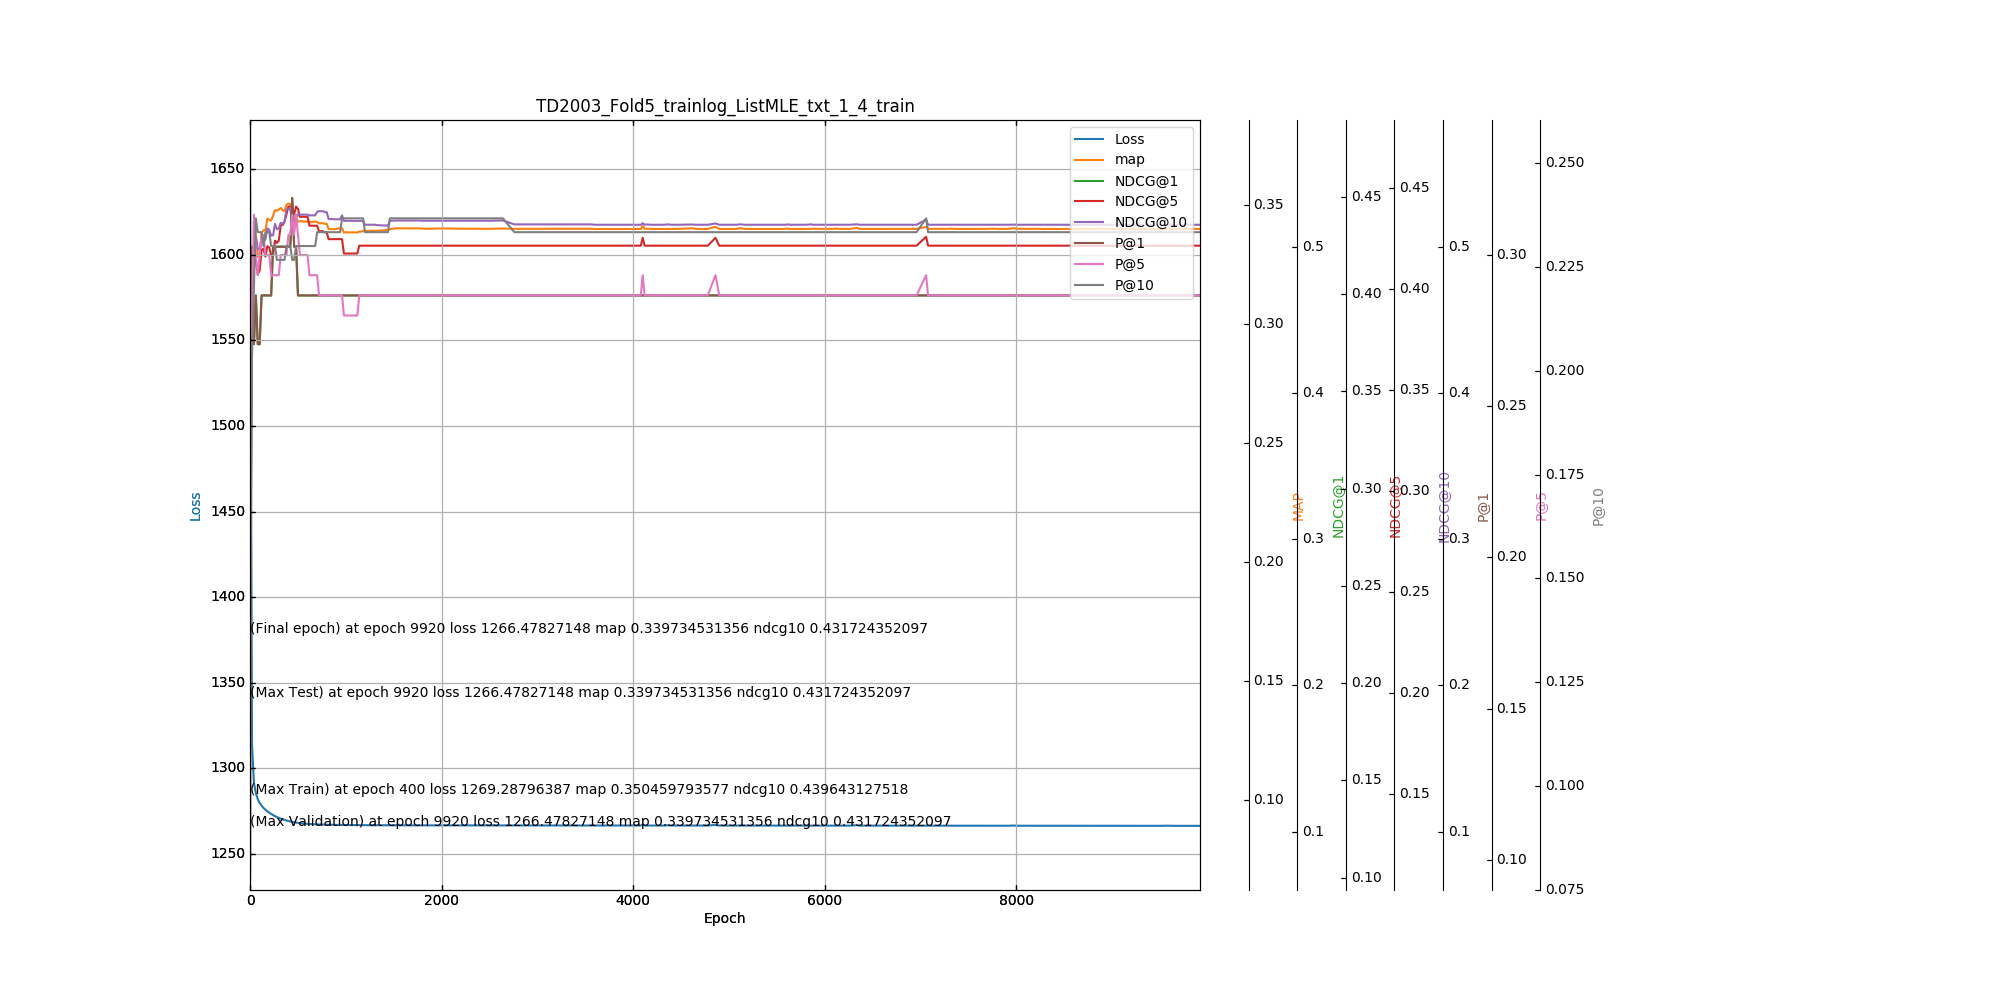 TD2003_Fold5_trainlog_ListMLE_txt_1_4_train
Loss
map
NDCG@1
NDCG@5
NDCG@10
P@1
P@5
P@10
1650
1600
1550
1500
1450
1400
1350
1300
1250
Loss
(Final epoch) at epoch 9920 loss 1266.47827148 map 0.339734531356 ndcg10 0.431724352097
(Max Test) at epoch 9920 loss 1266.47827148 map 0.339734531356 ndcg10 0.431724352097
(Max Train) at epoch 400 loss 1269.28796387 map 0.350459793577 ndcg10 0.439643127518
(Max Validation) at epoch 9920 loss 1266.47827148 map 0.339734531356 ndcg10 0.431724352097
0 2000 4000 6000 8000
Epoch
0.35
0.30
0.25
0.20
0.15
0.10
MAP
0.5
0.4
0.3
0.2
0.1
NDCG@1
0.45
0.40
0.35
0.30
0.25
0.20
0.15
0.10
NDCG@5
0.45
0.40
0.35
0.30
0.25
0.20
0.15
NDCG@10
0.5
0.4
0.3
0.2
0.1
P@1
0.30
0.25
0.20
0.15
0.10
P@5
0.250
0.225
0.200
0.175
0.150
0.125
0.100
0.075
P@10